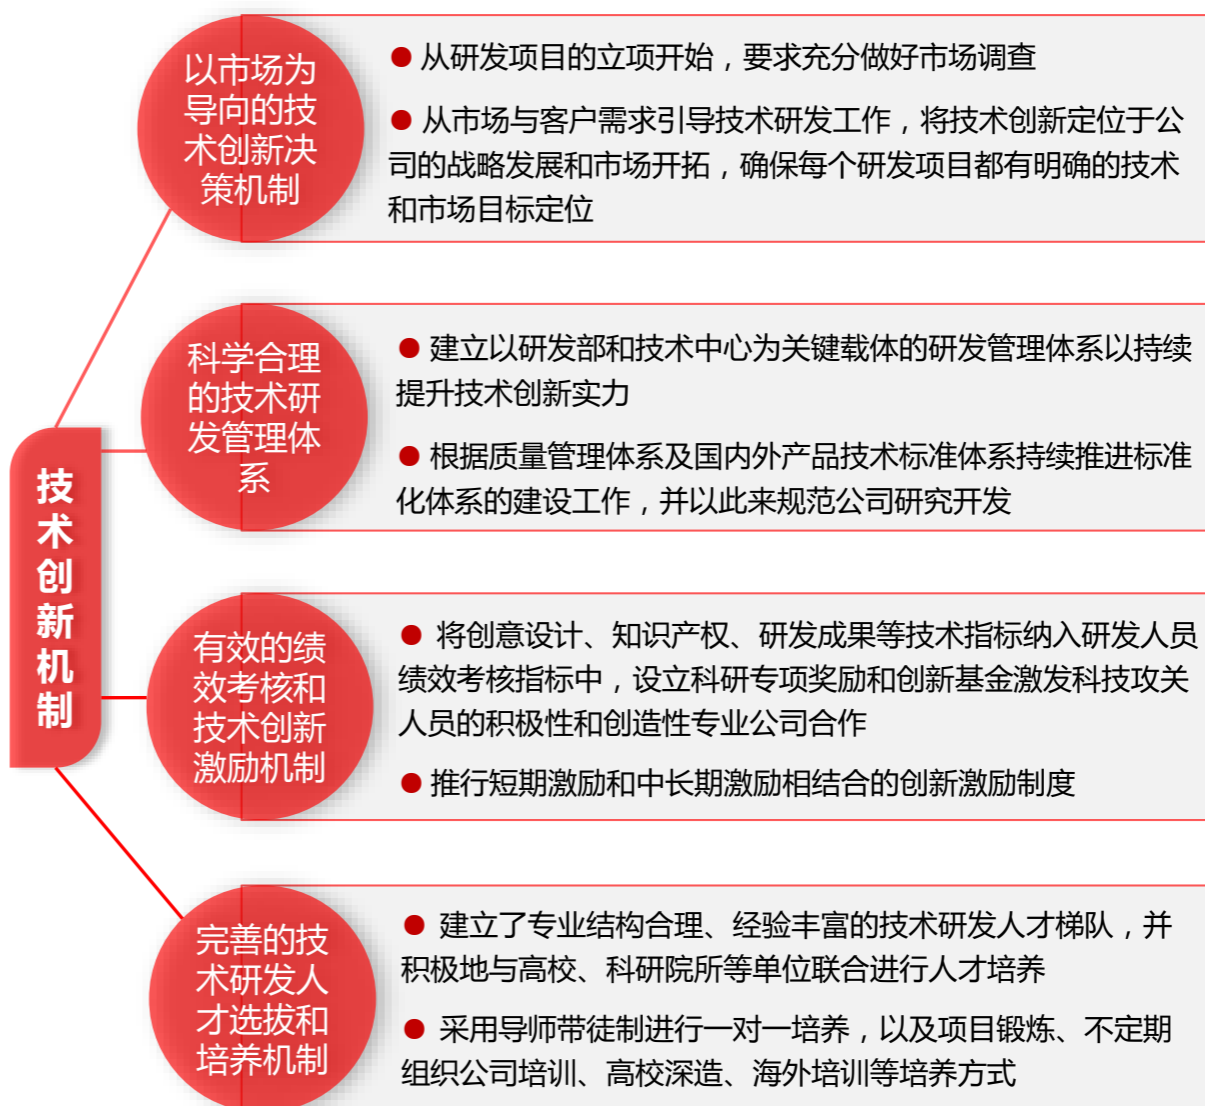 技术创新机制
以市场为
导向的技
术创新决
策机制
● 从研发项目的立项开始，要求充分做好市场调查
● 从市场与客户需求引导技术研发工作，将技术创新定位于公
司的战略发展和市场开拓，确保每个研发项目都有明确的技术
和市场目标定位
科学合理
的技术研
发管理体
系
● 建立以研发部和技术中心为关键载体的研发管理体系以持续
提升技术创新实力
● 根据质量管理体系及国内外产品技术标准体系持续推进标准
化体系的建设工作，并以此来规范公司研究开发
有效的绩
效考核和
技术创新
激励机制
● 将创意设计、知识产权、研发成果等技术指标纳入研发人员
绩效考核指标中，设立科研专项奖励和创新基金激发科技攻关
人员的积极性和创造性专业公司合作
● 推行短期激励和中长期激励相结合的创新激励制度
完善的技
术研发人
才选拔和
培养机制
● 建立了专业结构合理、经验丰富的技术研发人才梯队，并
积极地与高校、科研院所等单位联合进行人才培养
● 采用导师带徒制进行一对一培养，以及项目锻炼、不定期
组织公司培训、高校深造、海外培训等培养方式